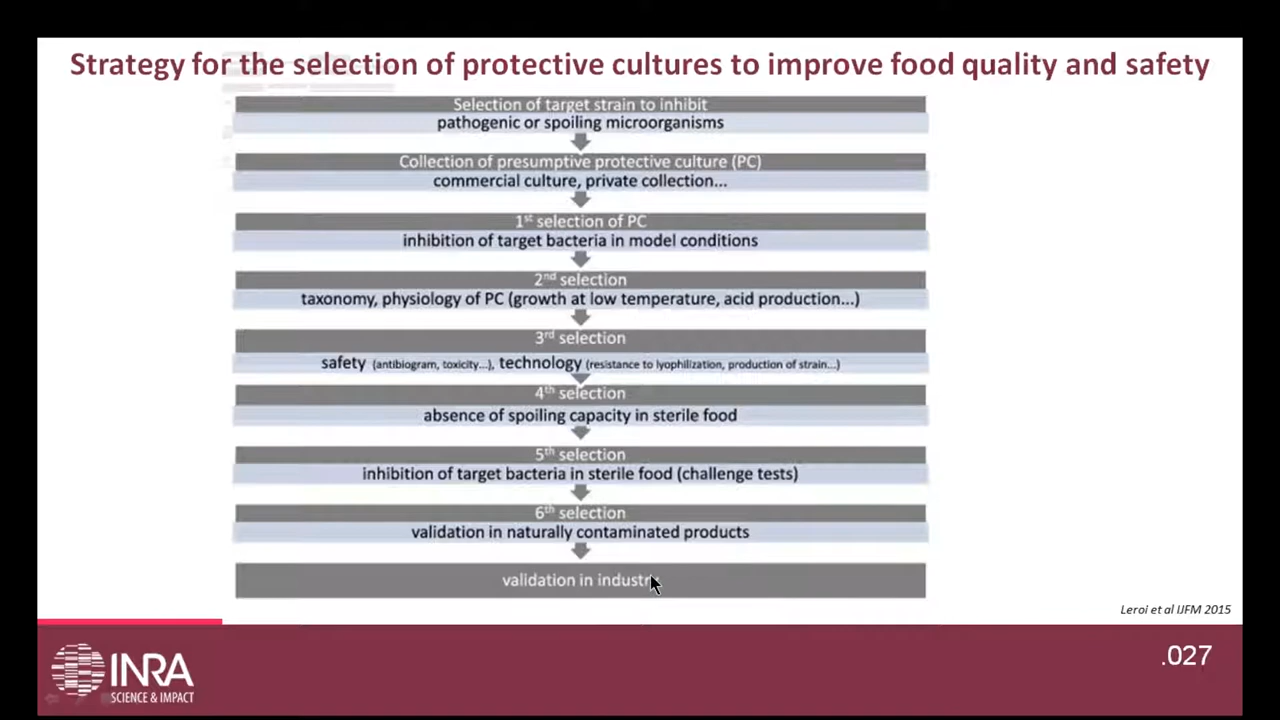 Strategy for the selection of protective cultures to improve food quality and safety
Selection of target strain to inhibit
pathogenic or spoiling microorganisms
Collection of presumptive protective culture (PC)
commercial culture, private collection...
1st selection of PC
inhibition of target bacteria in model conditions
2nd selection
taxonomy, physiology of PC (growth at low temperature, acid production...)
3rd selection
safety (antibiogram, toxicity...), technology (resistance to lyophilization, production of strain...)
4th selection
absence of spoiling capacity in sterile food
5th selection
inhibition of target bacteria in sterile food (challenge tests)
6th selection
validation in naturally contaminated products
validation in industry
Leroi et al IJFM 2015
.027
INRA
SCIENCE & IMPACT